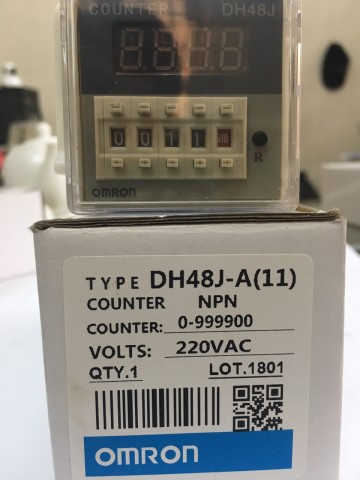 COUNTER DH48J
0011
R
OMRON
TYPE DH48J-A(11)
COUNTER NPN
COUNTER: 0-999900
VOLTS: 220VAC
QTY.1 LOT.1801
OMRON